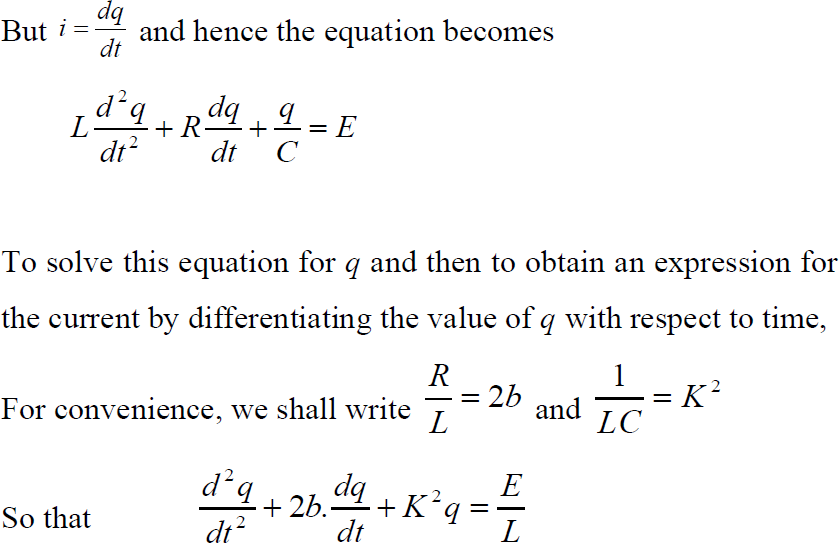 But i = dq/dt and hence the equation becomes
L d²q/dt² + R dq/dt + q/C = E
To solve this equation for q and then to obtain an expression for
the current by differentiating the value of q with respect to time,
For convenience, we shall write R/L = 2b and 1/LC = K²
So that d²q/dt² + 2b. dq/dt + K²q = E/L